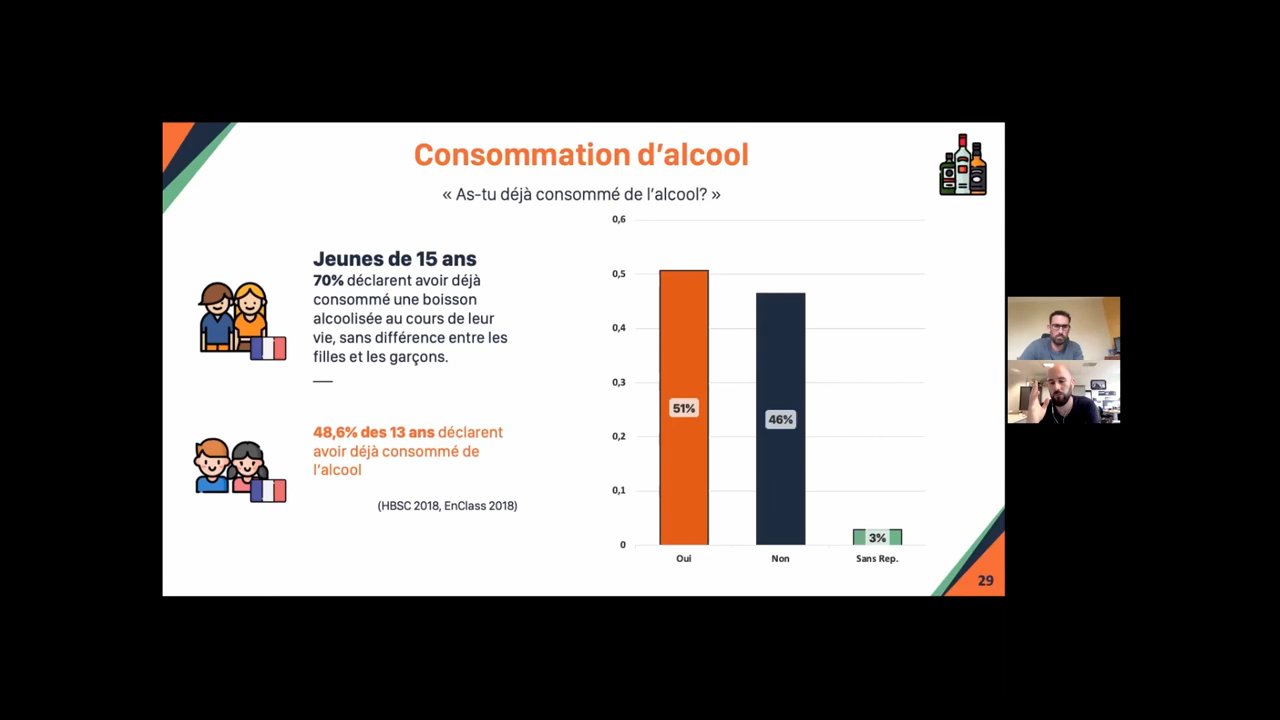 Consommation d'alcool
« As-tu déjà consommé de l'alcool? »
Jeunes de 15 ans
70% déclarent avoir déjà
consommé une boisson
alcoolisée au cours de leur
vie, sans différence entre les
filles et les garçons.
48,6% des 13 ans déclarent
avoir déjà consommé de
l'alcool
(HBSC 2018, EnClass 2018)
0,6
0,5
0,4
0,3
0,2
0,1
0
51%
46%
3%
Oui
Non
Sans Rep.
29